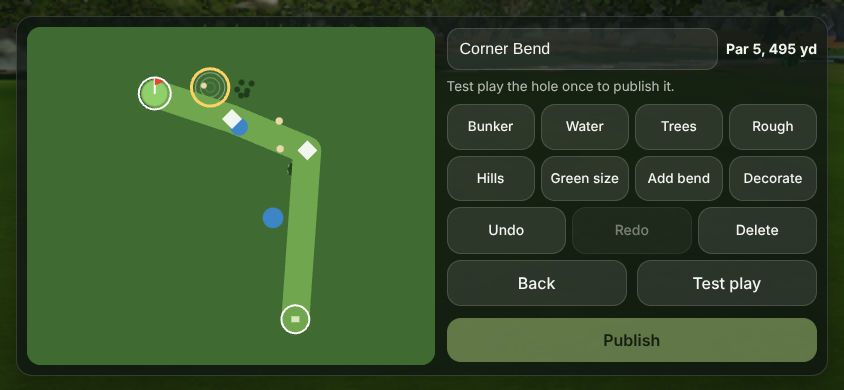 Corner Bend
Par 5, 495 yd
Test play the hole once to publish it.
Bunker
Water
Trees
Rough
Hills
Green size
Add bend
Decorate
Undo
Redo
Delete
Back
Test play
Publish